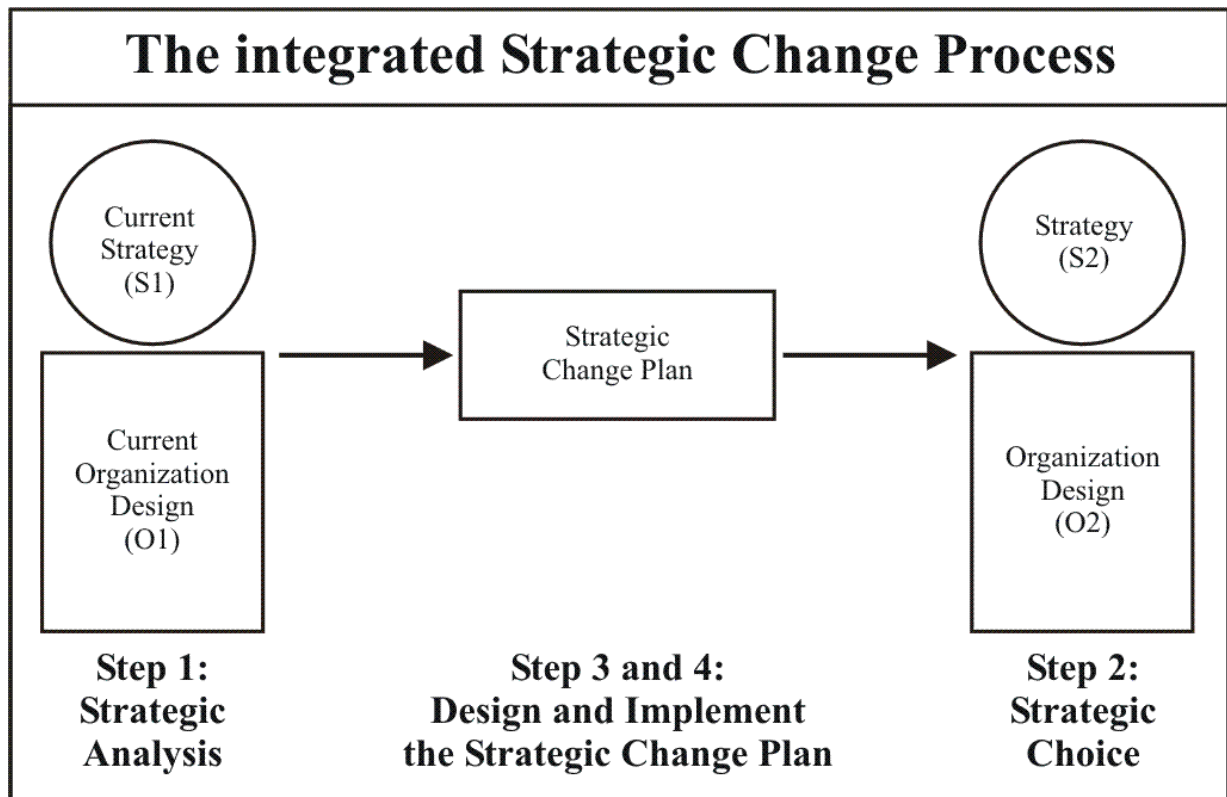 The integrated Strategic Change Process
Current
Strategy
(S1)
Current
Organization
Design
(O1)
Step 1:
Strategic
Analysis
Strategic
Change Plan
Step 3 and 4:
Design and Implement
the Strategic Change Plan
Strategy
(S2)
Organization
Design
(O2)
Step 2:
Strategic
Choice